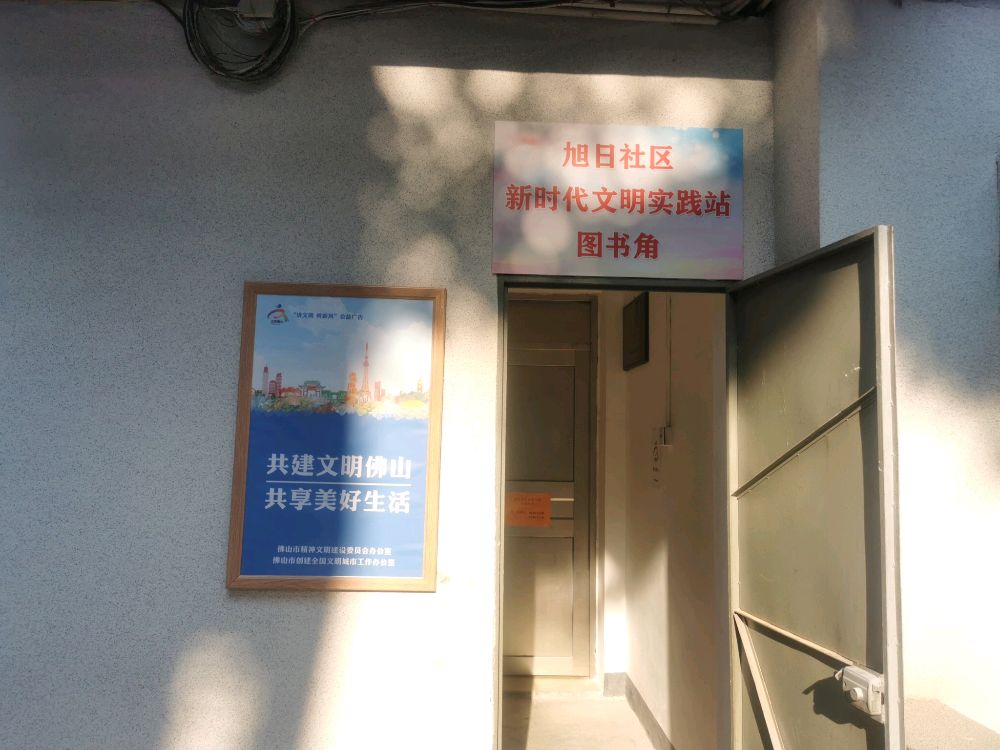 旭日社区
新时代文明实践站
图书角
“讲文明 树新风”公益广告
共建文明佛山
共享美好生活
佛山市精神文明建设委员会办公室
佛山市创建全国文明城市工作办公室